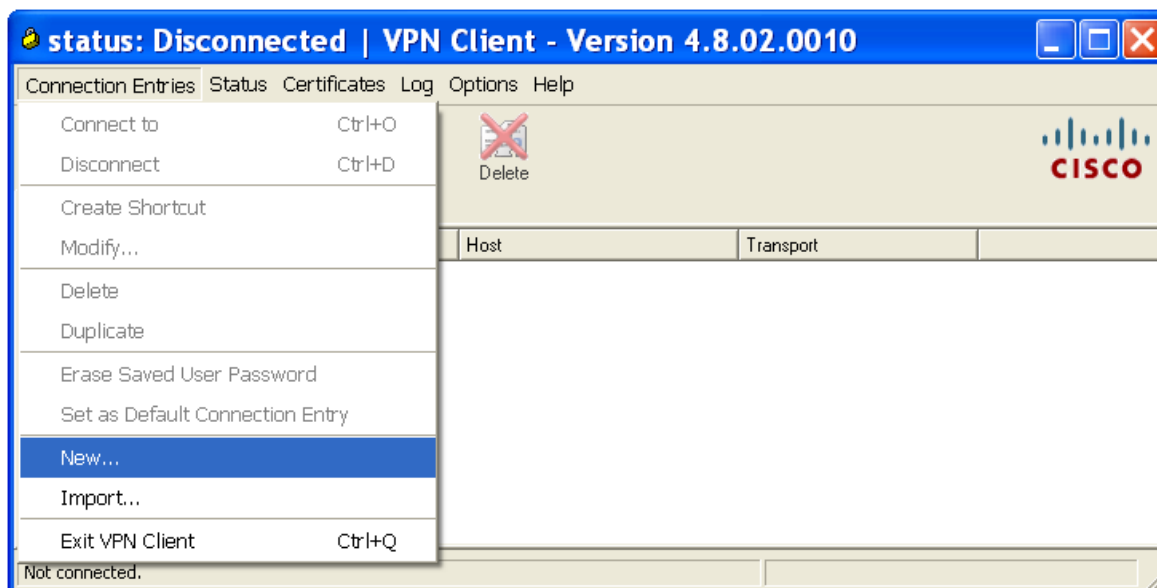 status: Disconnected | VPN Client - Version 4.8.02.0010
Connection Entries Status Certificates Log Options Help
Connect to Ctrl+O
Disconnect Ctrl+D
Create Shortcut
Modify...
Delete
Duplicate
Erase Saved User Password
Set as Default Connection Entry
New...
Import...
Exit VPN Client Ctrl+Q
Delete
CISCO
Host Transport
Not connected.